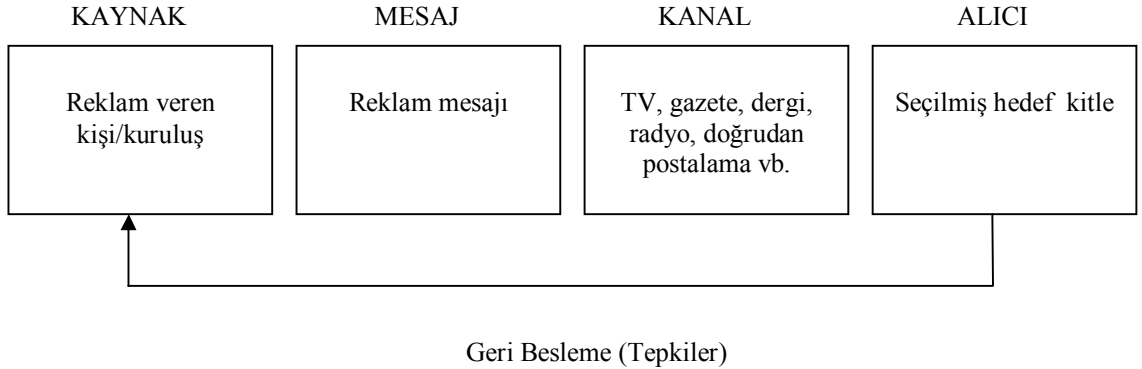 KAYNAK
MESAJ
KANAL
ALICI
Reklam veren
kişi/kuruluş
Reklam mesajı
TV, gazete, dergi,
radyo, doğrudan
postalama vb.
Seçilmiş hedef kitle
Geri Besleme (Tepkiler)